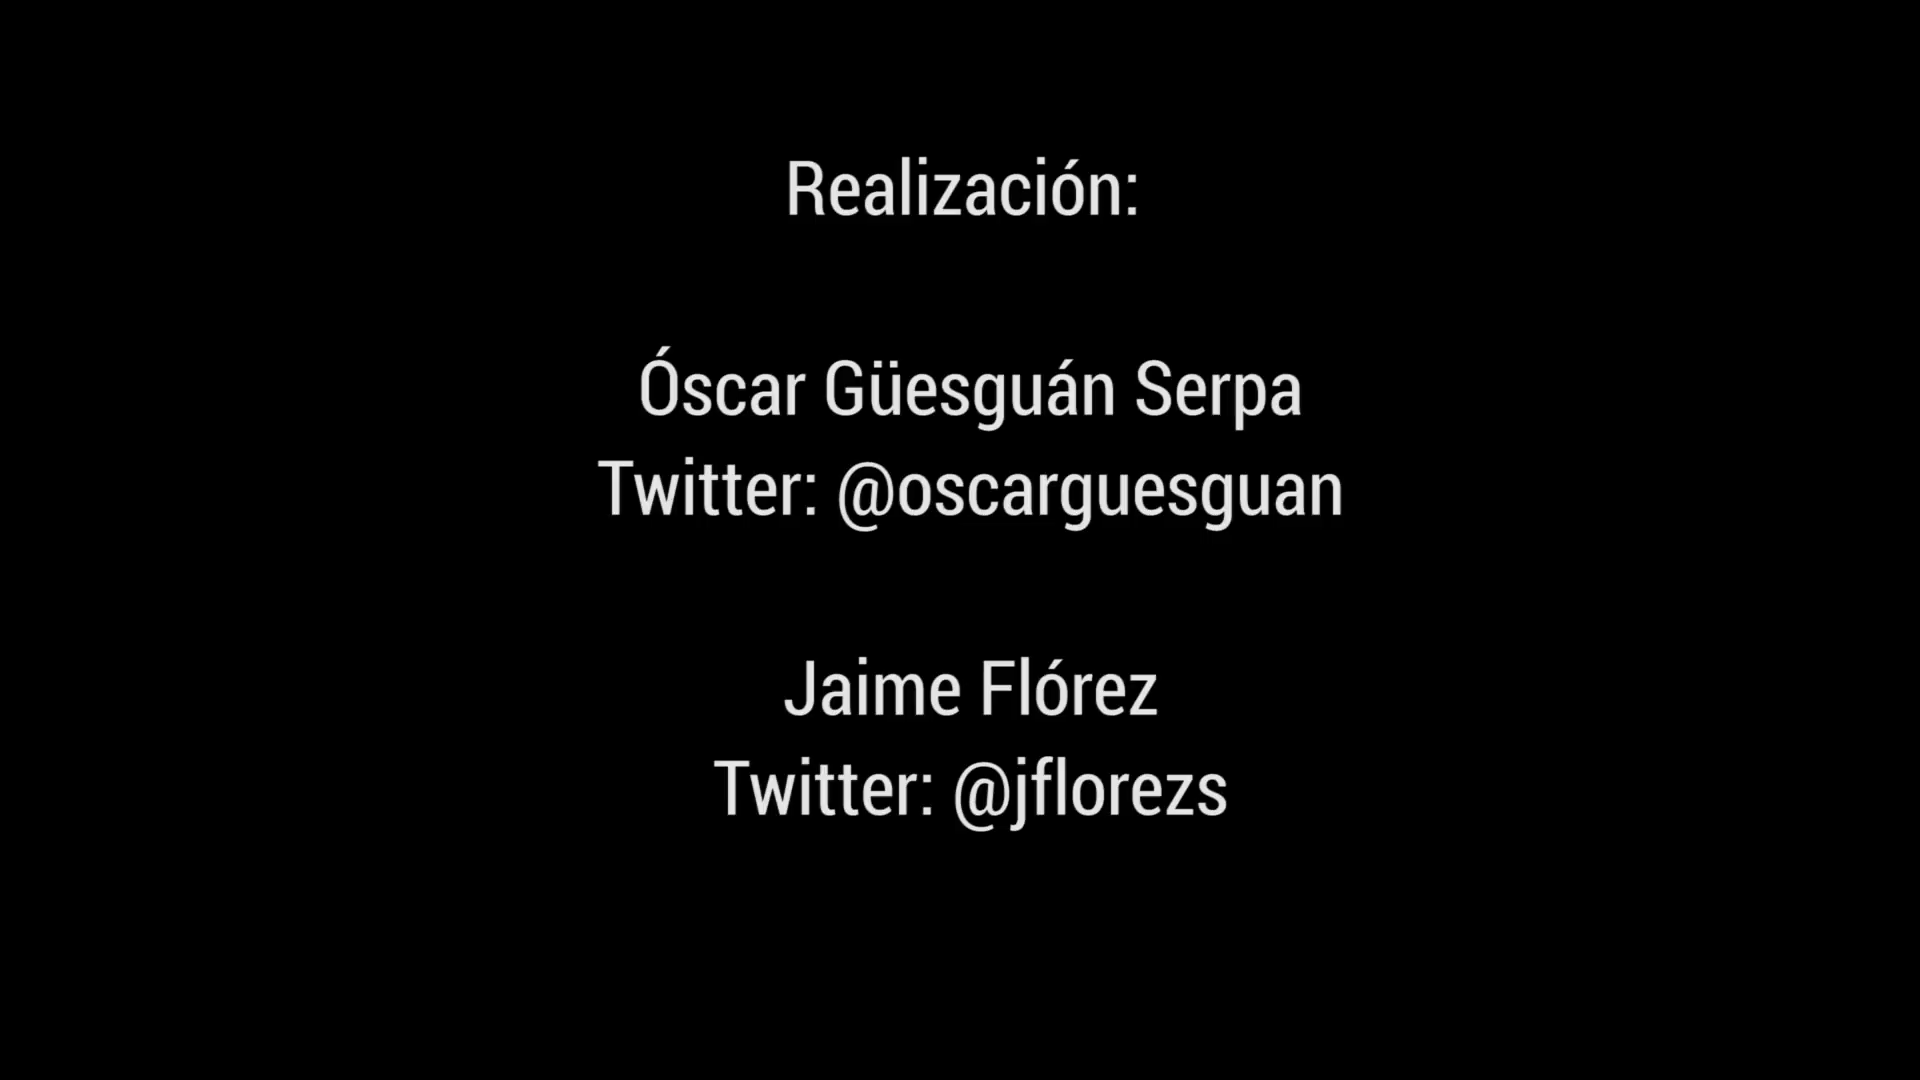 Realización:
Óscar Güesguán Serpa
Twitter: @oscarguesguan
Jaime Flórez
Twitter: @jflorezs